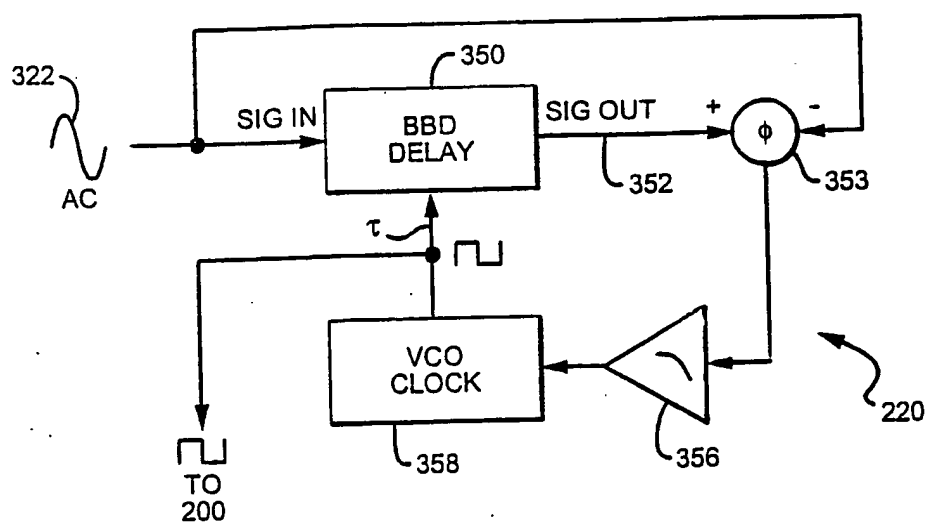 322
AC
SIG IN
350
BBD
DELAY
SIG OUT
352
+
-
ϕ
353
τ
VCO
CLOCK
358
356
220
TO
200